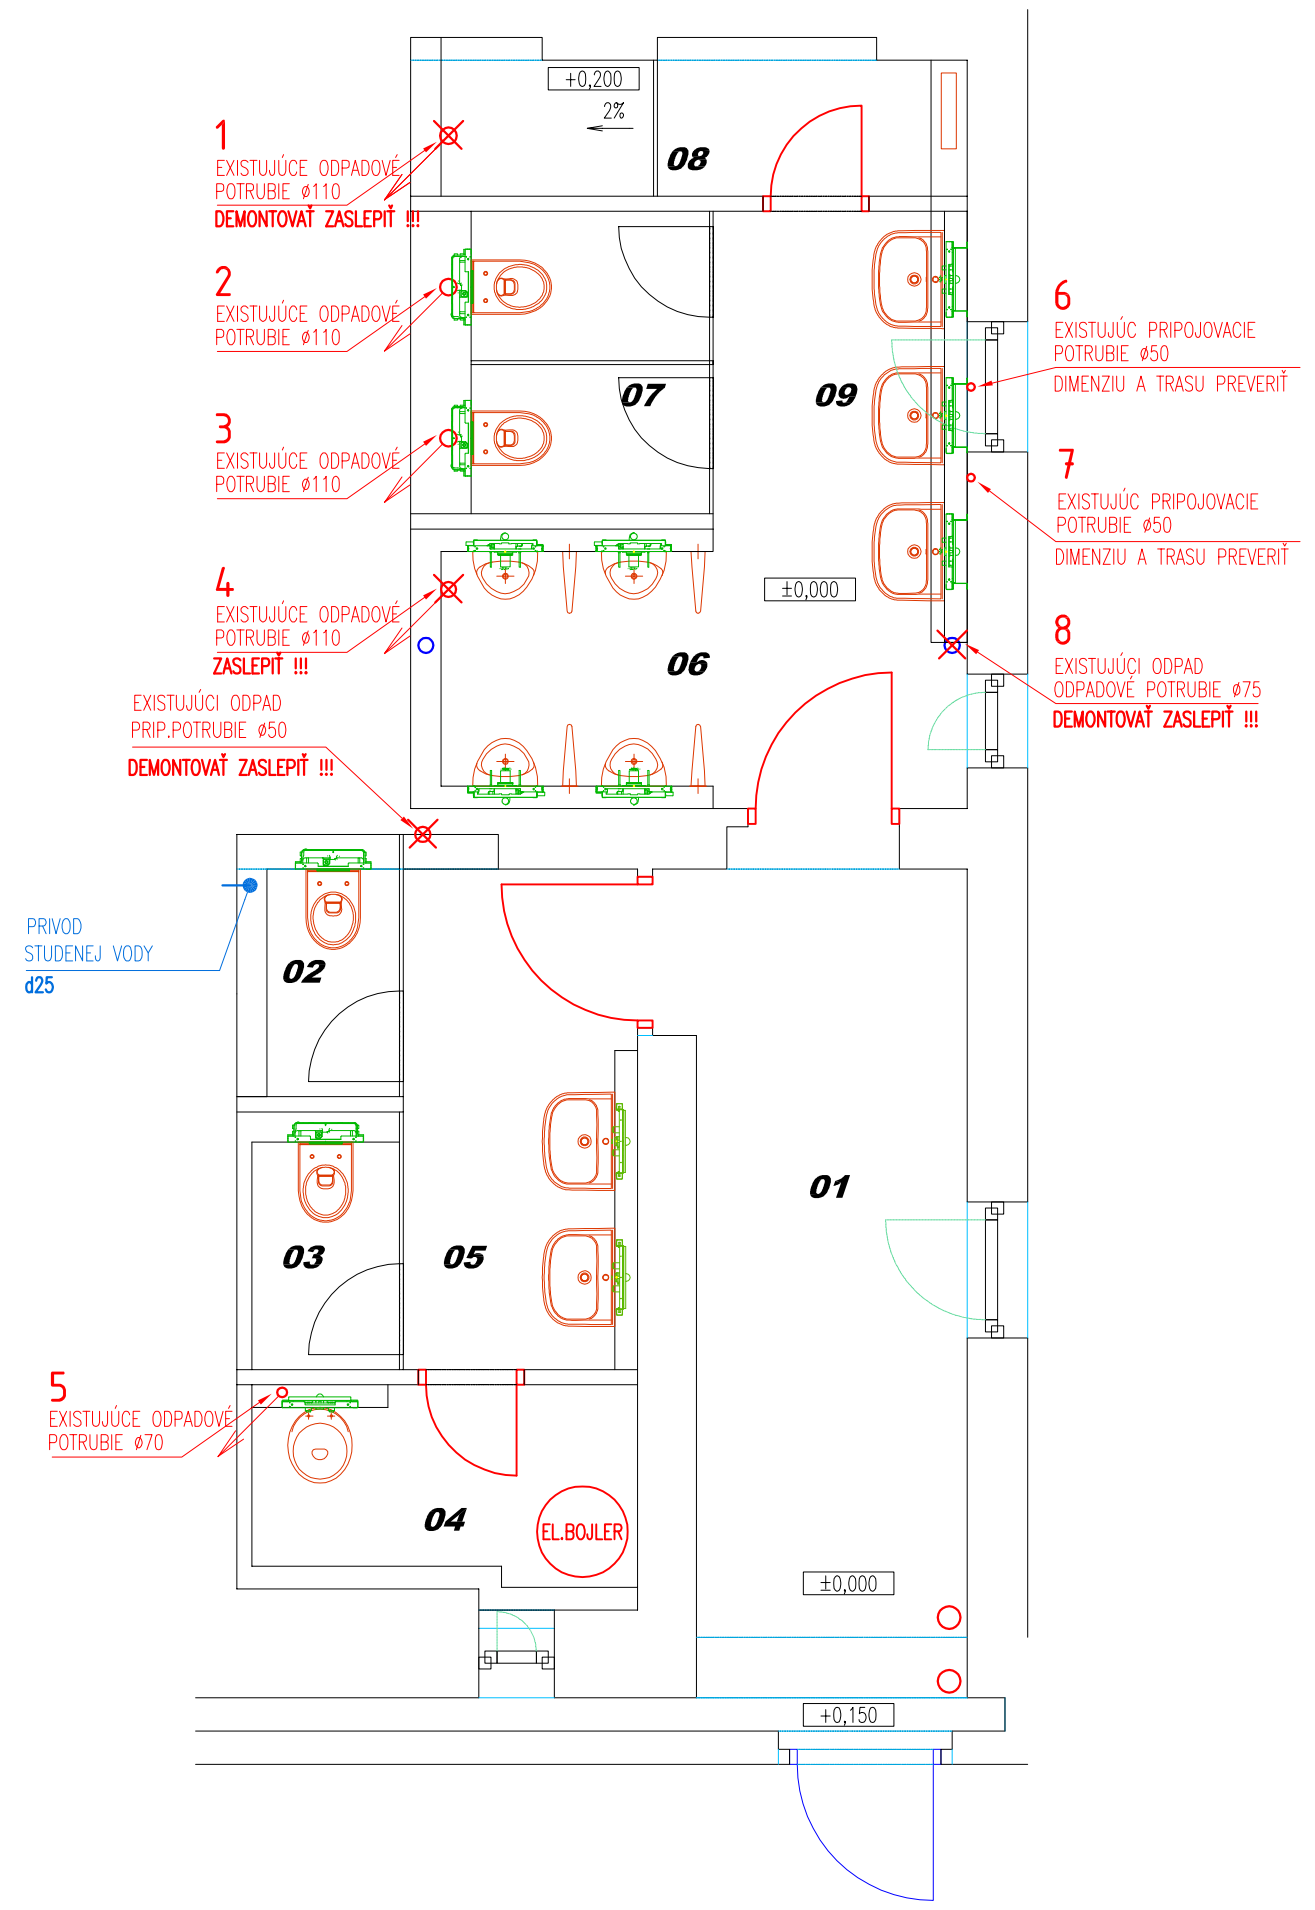 +0,200
2%
08
1
EXISTUJÚCE ODPADOVÉ
POTRUBIE ø110
DEMONTOVAŤ ZASLEPIŤ !!!
2
EXISTUJÚCE ODPADOVÉ
POTRUBIE ø110
07
09
6
EXISTUJÚC PRIPOJOVACIE
POTRUBIE ø50
DIMENZIU A TRASU PREVERIŤ
3
EXISTUJÚCE ODPADOVÉ
POTRUBIE ø110
7
EXISTUJÚC PRIPOJOVACIE
POTRUBIE ø50
DIMENZIU A TRASU PREVERIŤ
4
EXISTUJÚCE ODPADOVÉ
POTRUBIE ø110
ZASLEPIŤ !!!
±0,000
06
8
EXISTUJÚCI ODPAD
ODPADOVÉ POTRUBIE ø75
DEMONTOVAŤ ZASLEPIŤ !!!
EXISTUJÚCI ODPAD
PRIP.POTRUBIE ø50
DEMONTOVAŤ ZASLEPIŤ !!!
PRIVOD
STUDENEJ VODY
d25
02
01
03
05
5
EXISTUJÚCE ODPADOVÉ
POTRUBIE ø70
04
EL.BOJLER
±0,000
+0,150